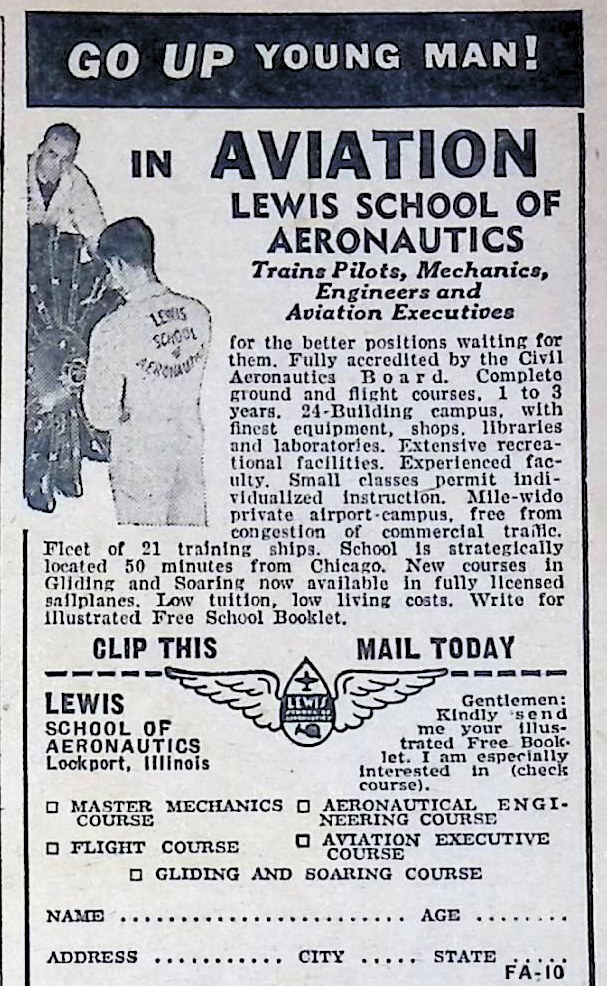 GO UP YOUNG MAN!
IN AVIATION
LEWIS SCHOOL OF
AERONAUTICS
Trains Pilots, Mechanics,
Engineers and
Aviation Executives
LEWIS
SCHOOL
of
AERONAUTICS
for the better positions waiting for
them. Fully accredited by the Civil
Aeronautics Board. Complete
ground and flight courses, 1 to 3
years. 24-Building campus, with
finest equipment, shops, libraries
and laboratories. Extensive recrea-
tional facilities. Experienced fac-
ulty. Small classes permit indi-
vidualized instruction. Mile-wide
private airport-campus, free from
congestion of commercial traffic.
Fleet of 21 training ships. School is strategically
located 50 minutes from Chicago. New courses in
Gliding and Soaring now available in fully licensed
sailplanes. Low tuition, low living costs. Write for
illustrated Free School Booklet.
CLIP THIS MAIL TODAY
LEWIS
LEWIS
SCHOOL OF
AERONAUTICS
Lockport, Illinois
Gentlemen:
Kindly send
me your illus-
trated Free Book-
let. I am especially
interested in (check
course).
□ MASTER MECHANICS COURSE
□ AERONAUTICAL ENGI-
NEERING COURSE
□ FLIGHT COURSE
□ AVIATION EXECUTIVE
COURSE
□ GLIDING AND SOARING COURSE
NAME ........................ AGE ........
ADDRESS ........... CITY ..... STATE .....
FA-10